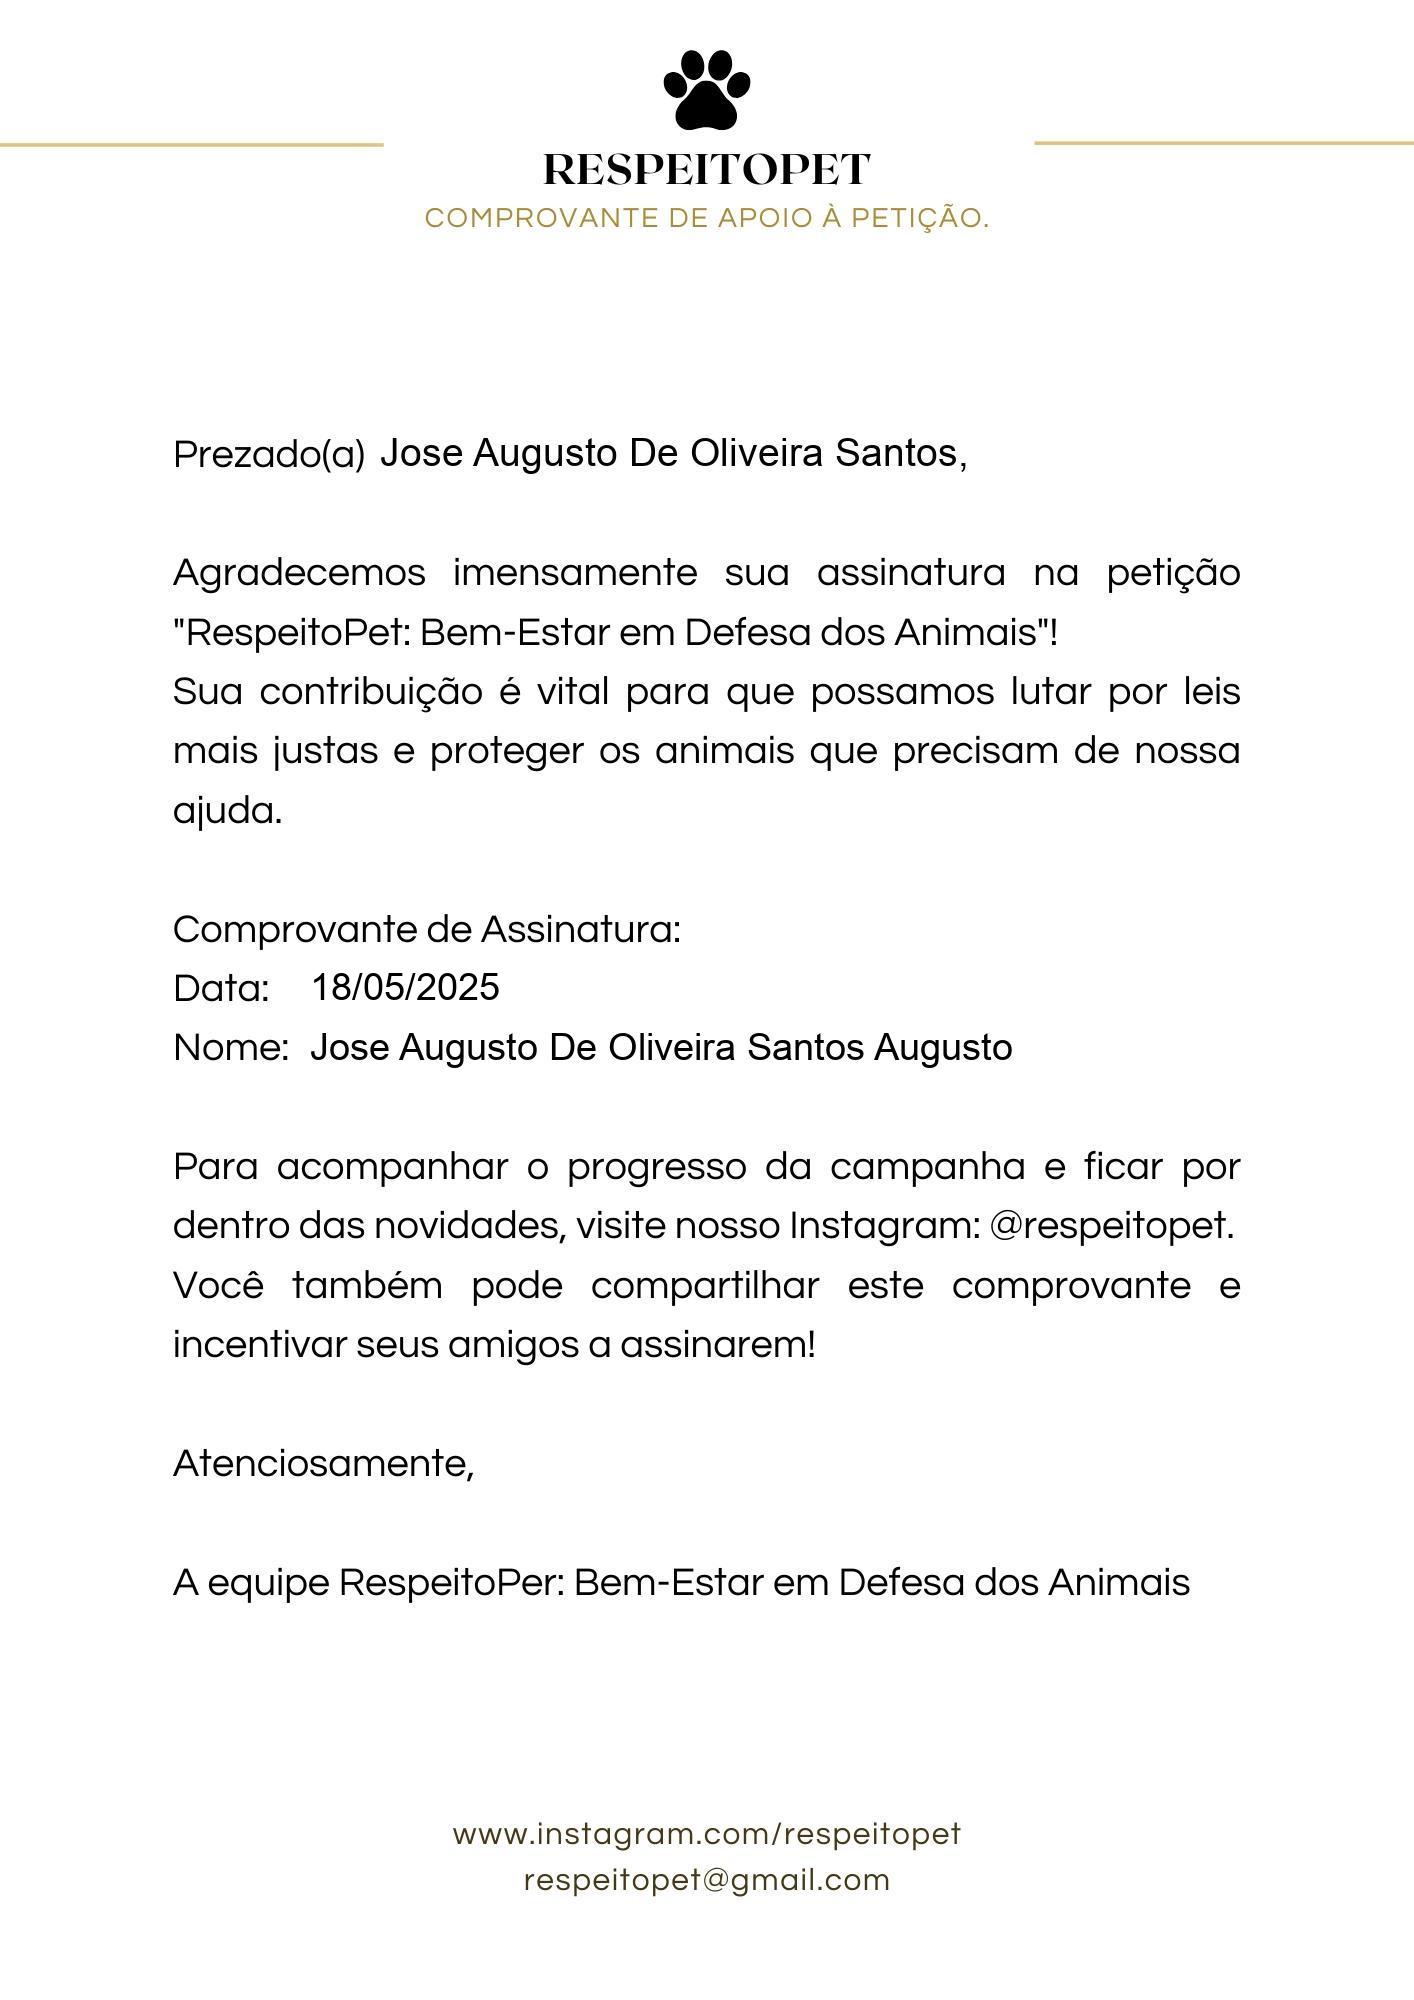 RESPEITOPET
COMPROVANTE DE APOIO À PETIÇÃO.
Prezado(a) Jose Augusto De Oliveira Santos,
Agradecemos imensamente sua assinatura na petição
"RespeitoPet: Bem-Estar em Defesa dos Animais"!
Sua contribuição é vital para que possamos lutar por leis
mais justas e proteger os animais que precisam de nossa
ajuda.
Comprovante de Assinatura:
Data: 18/05/2025
Nome: Jose Augusto De Oliveira Santos Augusto
Para acompanhar o progresso da campanha e ficar por
dentro das novidades, visite nosso Instagram: @respeitopet.
Você também pode compartilhar este comprovante e
incentivar seus amigos a assinarem!
Atenciosamente,
A equipe RespeitoPer: Bem-Estar em Defesa dos Animais
www.instagram.com/respeitopet
respeitopet@gmail.com